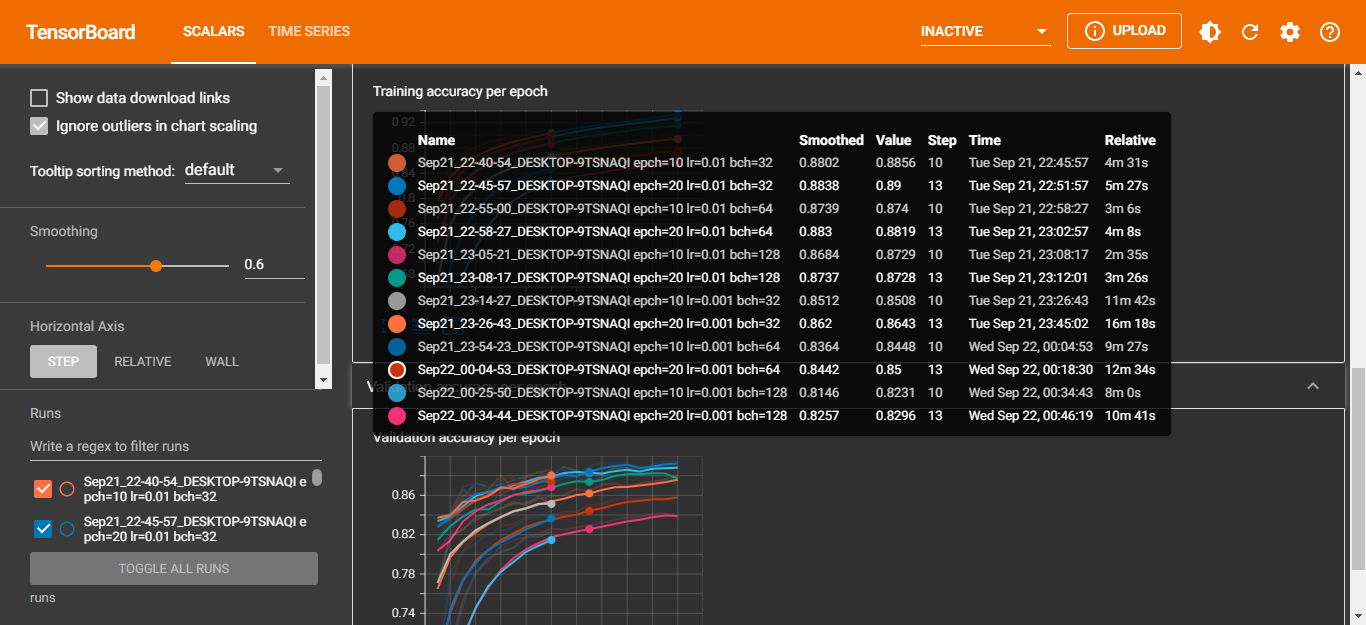 TensorBoard SCALARS TIME SERIES INACTIVE UPLOAD
Show data download links
Ignore outliers in chart scaling
Tooltip sorting method: default
Smoothing
0.6
Horizontal Axis
STEP RELATIVE WALL
Runs
Write a regex to filter runs
Sep21_22-40-54_DESKTOP-9TSNAQI e
pch=10 lr=0.01 bch=32
Sep21_22-45-57_DESKTOP-9TSNAQI e
pch=20 lr=0.01 bch=32
TOGGLE ALL RUNS
runs
Training accuracy per epoch
0.92
0.88
0.84
Name Smoothed Value Step Time Relative
Sep21_22-40-54_DESKTOP-9TSNAQI epch=10 lr=0.01 bch=32 0.8802 0.8856 10 Tue Sep 21, 22:45:57 4m 31s
Sep21_22-45-57_DESKTOP-9TSNAQI epch=20 lr=0.01 bch=32 0.8838 0.89 13 Tue Sep 21, 22:51:57 5m 27s
Sep21_22-55-00_DESKTOP-9TSNAQI epch=10 lr=0.01 bch=64 0.8739 0.874 10 Tue Sep 21, 22:58:27 3m 6s
Sep21_22-58-27_DESKTOP-9TSNAQI epch=20 lr=0.01 bch=64 0.883 0.8819 13 Tue Sep 21, 23:02:57 4m 8s
Sep21_23-05-21_DESKTOP-9TSNAQI epch=10 lr=0.01 bch=128 0.8684 0.8729 10 Tue Sep 21, 23:08:17 2m 35s
Sep21_23-08-17_DESKTOP-9TSNAQI epch=20 lr=0.01 bch=128 0.8737 0.8728 13 Tue Sep 21, 23:12:01 3m 26s
Sep21_23-14-27_DESKTOP-9TSNAQI epch=10 lr=0.001 bch=32 0.8512 0.8508 10 Tue Sep 21, 23:26:43 11m 42s
Sep21_23-26-43_DESKTOP-9TSNAQI epch=20 lr=0.001 bch=32 0.862 0.8643 13 Tue Sep 21, 23:45:02 16m 18s
Sep21_23-54-23_DESKTOP-9TSNAQI epch=10 lr=0.001 bch=64 0.8364 0.8448 10 Wed Sep 22, 00:04:53 9m 27s
Sep22_00-04-53_DESKTOP-9TSNAQI epch=20 lr=0.001 bch=64 0.8442 0.85 13 Wed Sep 22, 00:18:30 12m 34s
Sep22_00-25-50_DESKTOP-9TSNAQI epch=10 lr=0.001 bch=128 0.8146 0.8231 10 Wed Sep 22, 00:34:43 8m 0s
Sep22_00-34-44_DESKTOP-9TSNAQI epch=20 lr=0.001 bch=128 0.8257 0.8296 13 Wed Sep 22, 00:46:19 10m 41s
Validation accuracy per epoch
Validation accuracy per epoch
0.86
0.82
0.78
0.74